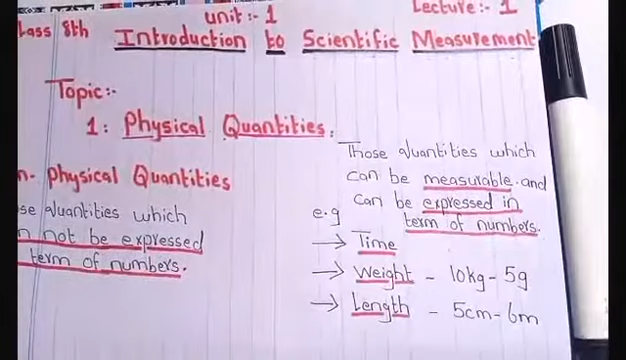 unit:- 1
Lecture:- 1
lass 8th
Introduction to Scientific Measurement
Topic:-
1: Physical Quantities.
Those Quantities which
can be measurable.and
can be expressed in
term of numbers.
e.g
→ Time
→ Weight - 10kg - 5g
→ Length - 5cm - 6m
n- physical Quantities
se Quantities which
n not be expressed
term of numbers.